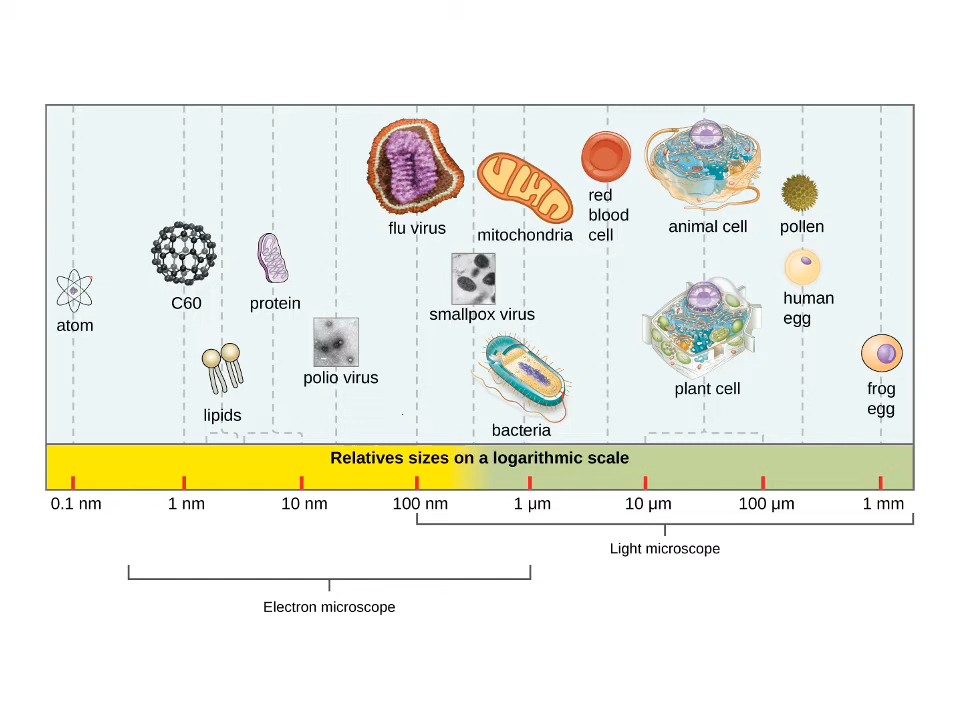 flu virus
mitochondria
red
blood
cell
animal cell
pollen
atom
C60
protein
smallpox virus
human
egg
polio virus
lipids
bacteria
plant cell
frog
egg
Relatives sizes on a logarithmic scale
0.1 nm 1 nm 10 nm 100 nm 1 µm 10 µm 100 µm 1 mm
Light microscope
Electron microscope